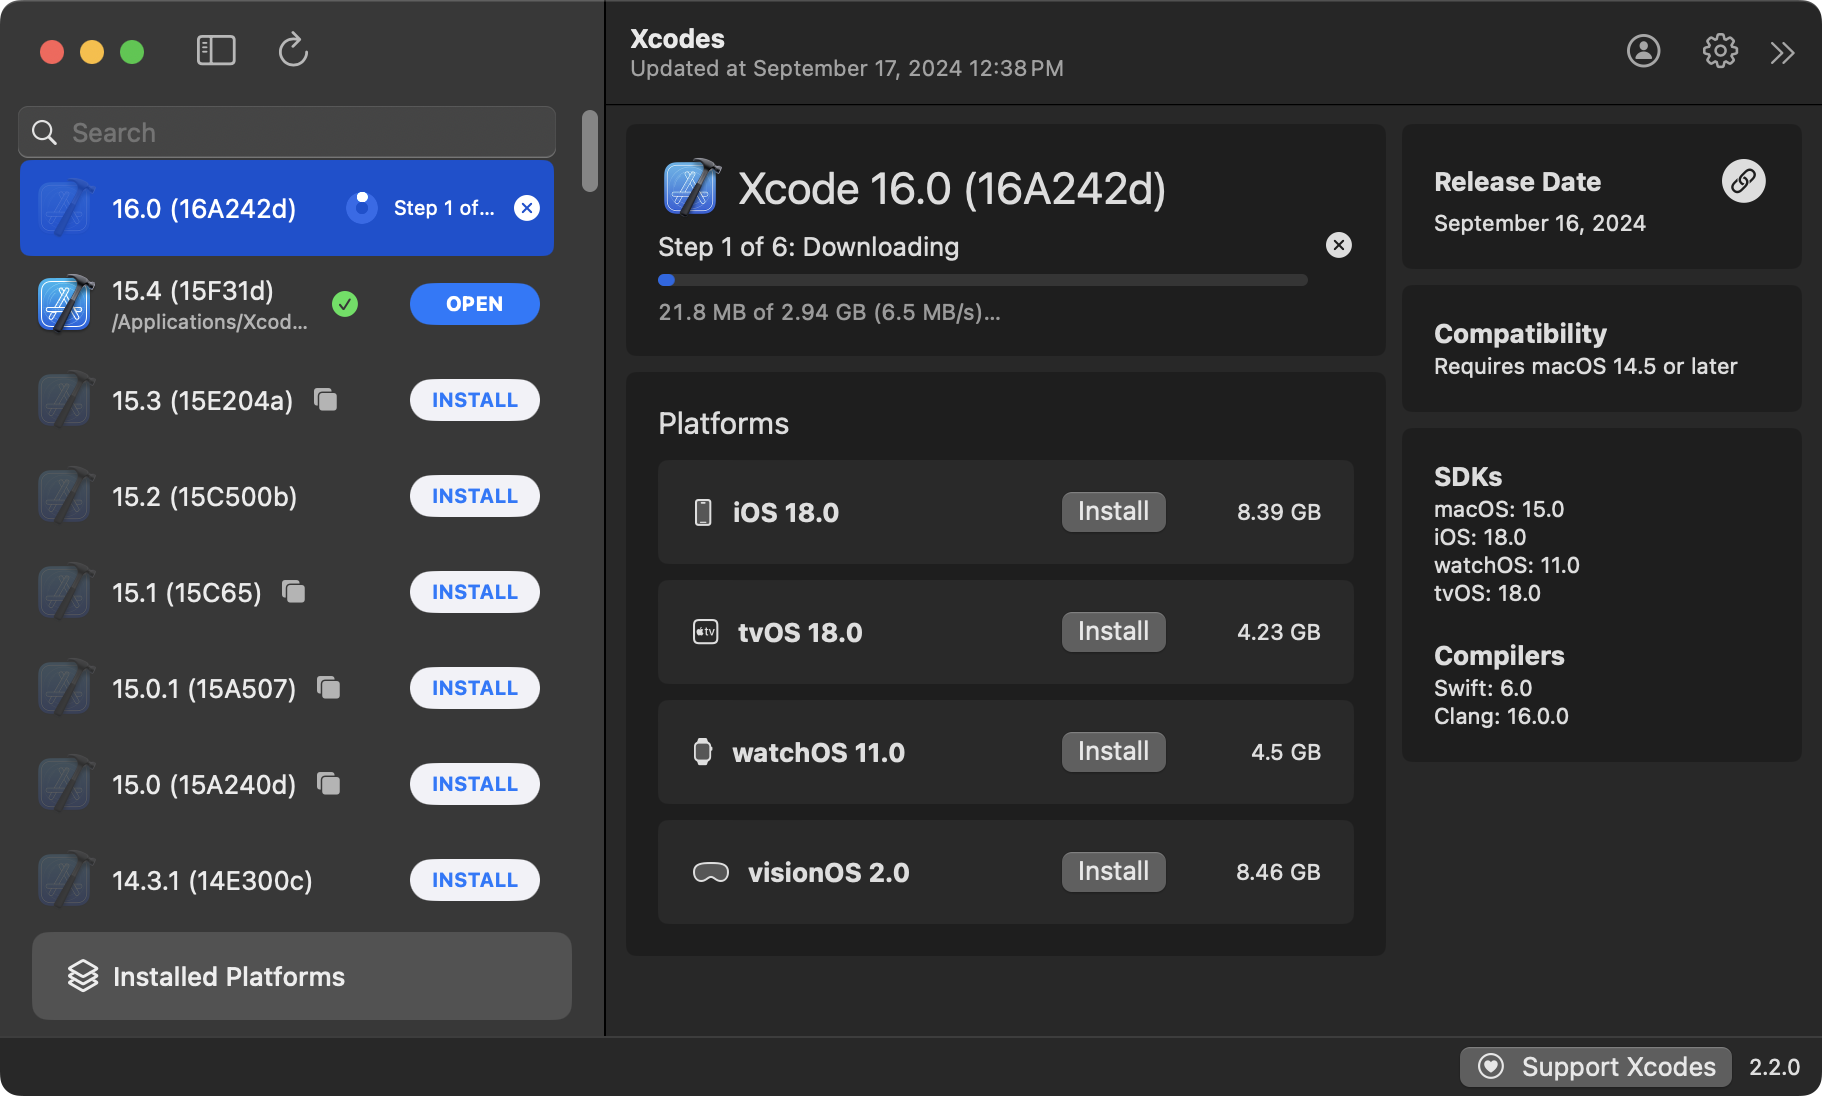 Search
16.0 (16A242d) Step 1 of...
15.4 (15F31d)
/Applications/Xcod...
OPEN
15.3 (15E204a) INSTALL
15.2 (15C500b) INSTALL
15.1 (15C65) INSTALL
15.0.1 (15A507) INSTALL
15.0 (15A240d) INSTALL
14.3.1 (14E300c) INSTALL
Installed Platforms
Xcodes
Updated at September 17, 2024 12:38 PM
Xcode 16.0 (16A242d)
Step 1 of 6: Downloading
21.8 MB of 2.94 GB (6.5 MB/s)...
Platforms
iOS 18.0 Install 8.39 GB
tv
tvOS 18.0 Install 4.23 GB
watchOS 11.0 Install 4.5 GB
visionOS 2.0 Install 8.46 GB
Release Date
September 16, 2024
Compatibility
Requires macOS 14.5 or later
SDKs
macOS: 15.0
iOS: 18.0
watchOS: 11.0
tvOS: 18.0
Compilers
Swift: 6.0
Clang: 16.0.0
Support Xcodes 2.2.0